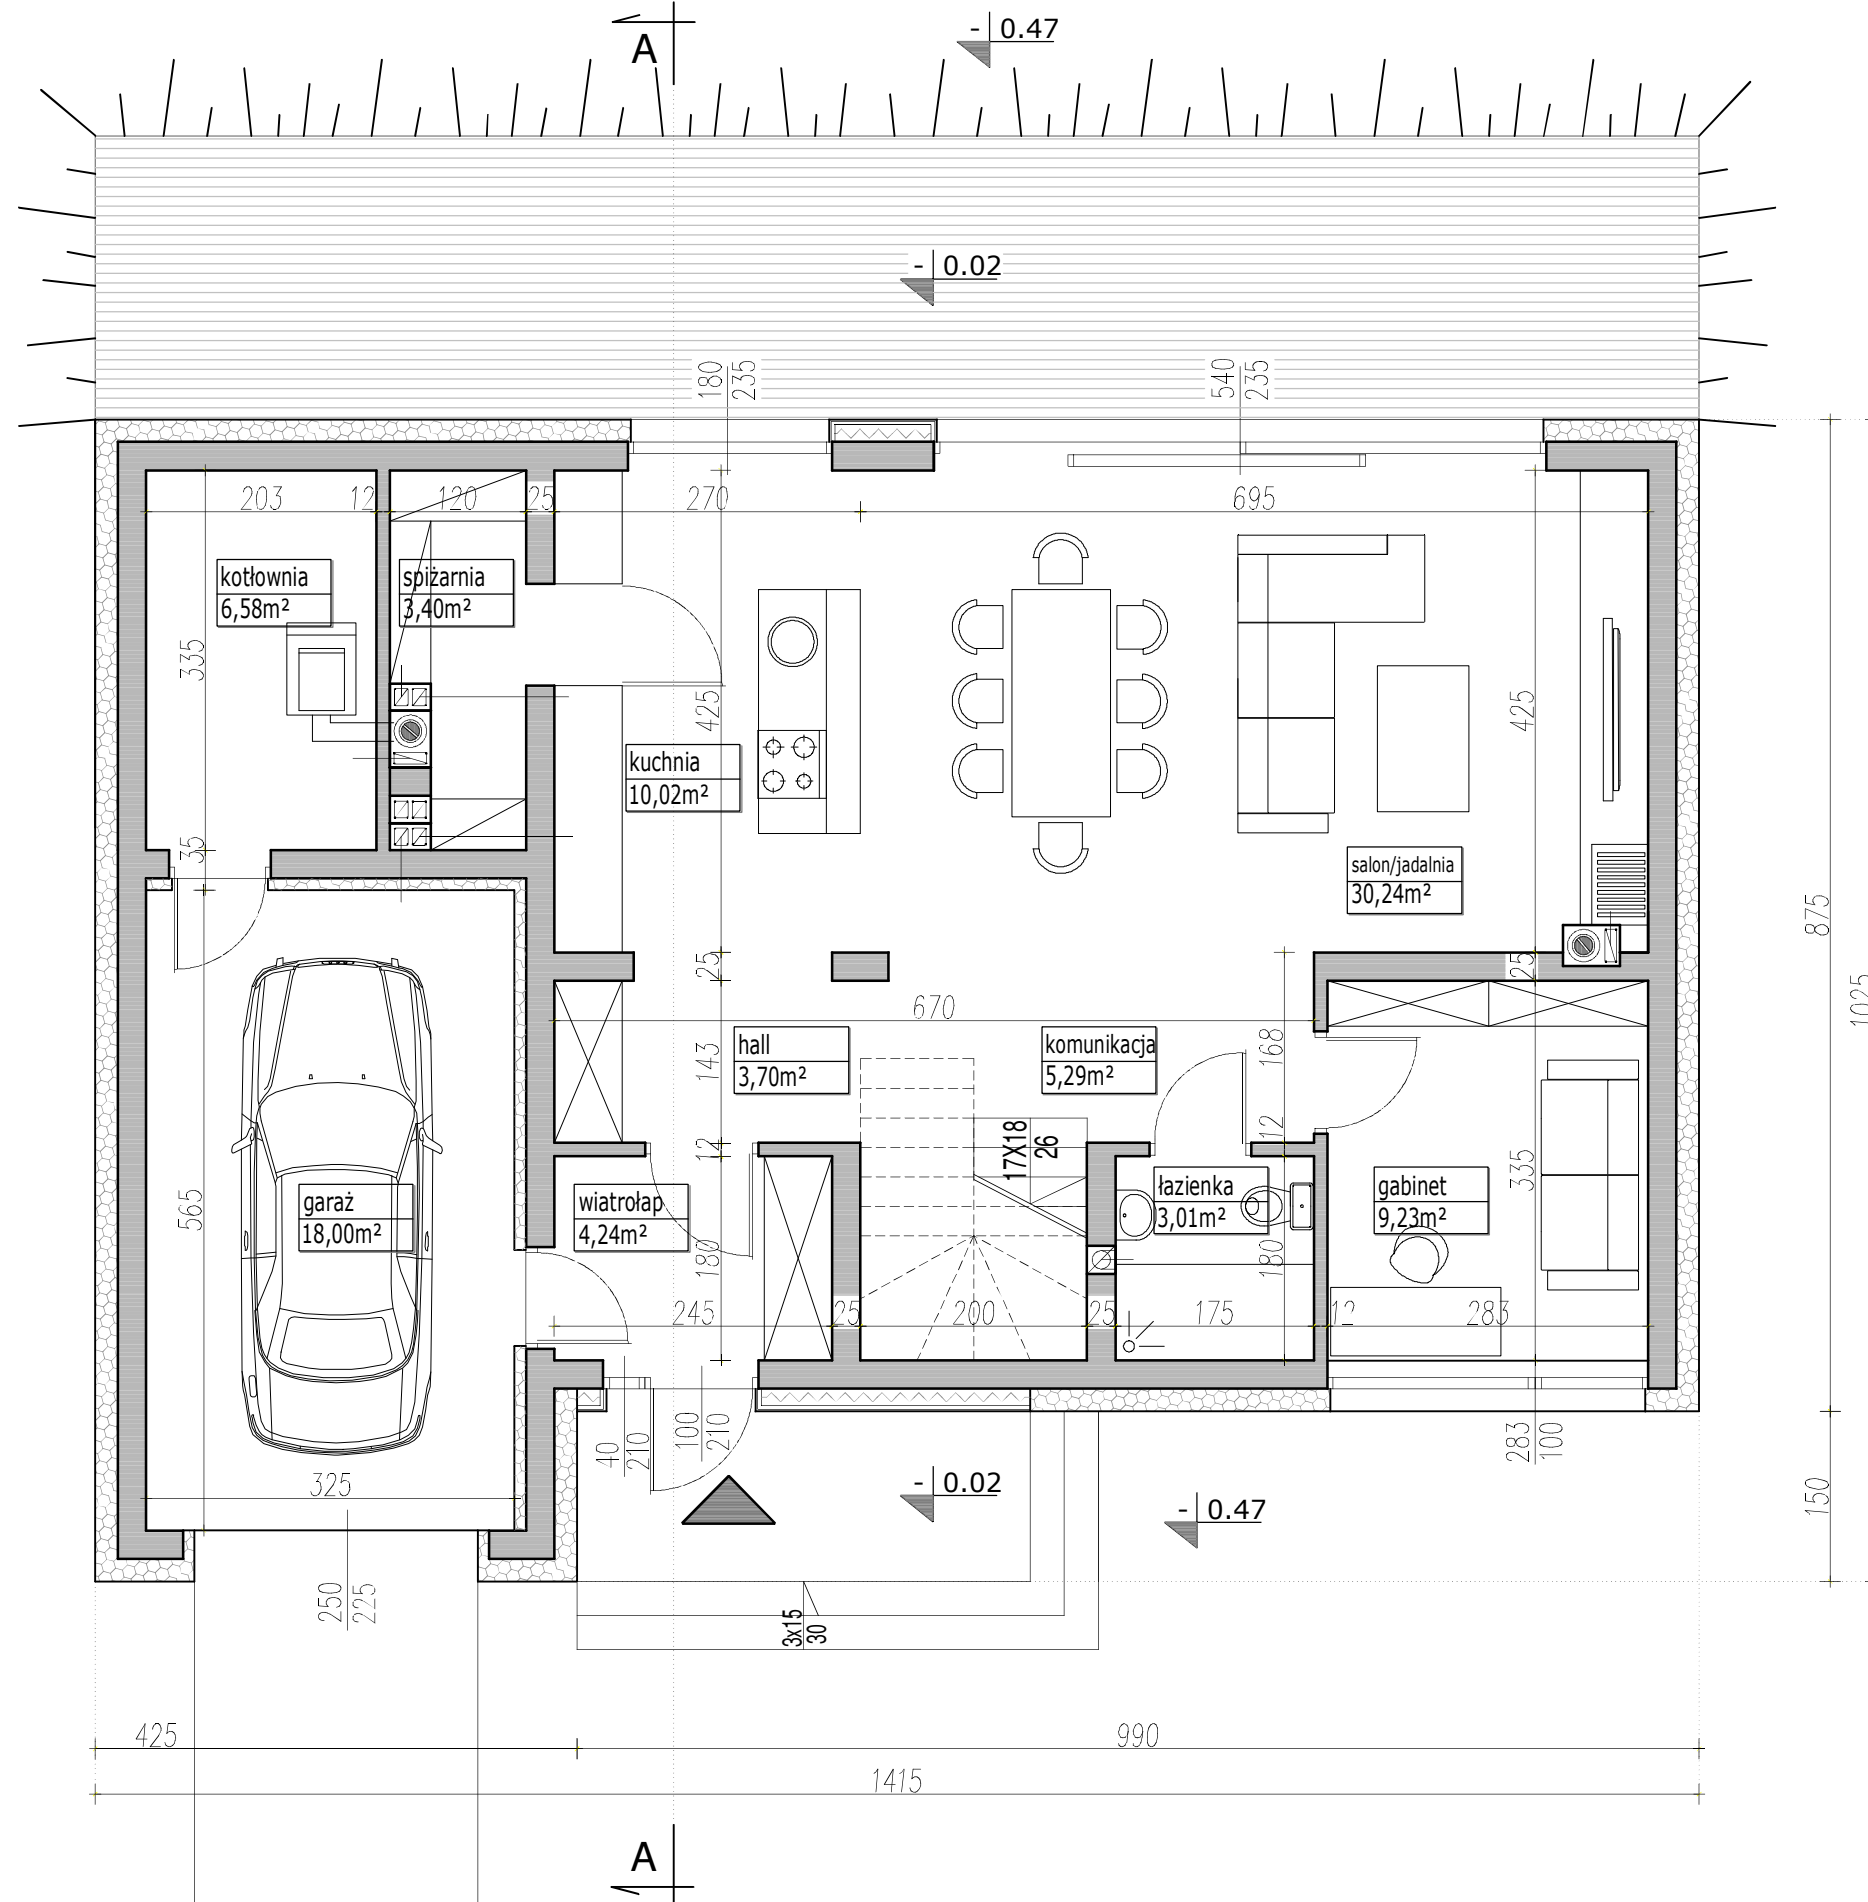 A
- 0.47
- 0.02
180
235
540
235
203
12
120
25
270
695
kotłownia
6,58m²
spiżarnia
3,40m²
335
425
425
kuchnia
10,02m²
salon/jadalnia
30,24m²
35
875
1025
25
25
670
hall
3,70m²
komunikacja
5,29m²
143
168
12
12
17X18
26
335
565
garaż
18,00m²
wiatrołap
4,24m²
łazienka
3,01m²
gabinet
9,23m²
180
180
245
25
200
25
175
12
283
40
210
100
210
283
100
325
- 0.02
- 0.47
150
250
225
3x15
30
425
990
1415
A